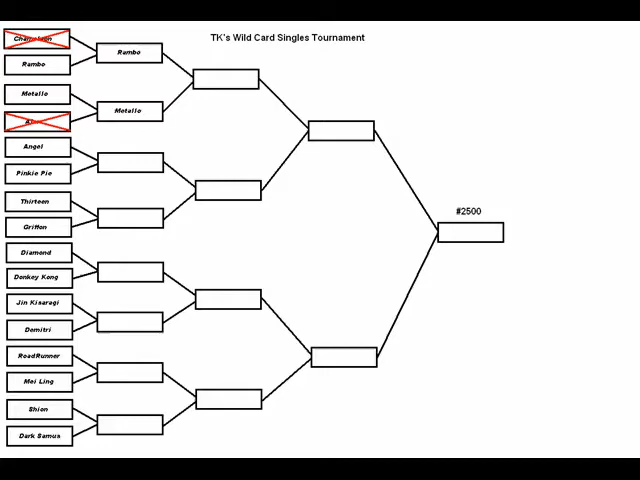 TK's Wild Card Singles Tournament
Rambo
Metallo
Angel
Pinkie Pie
Thirteen
Griffon
Diamond
Donkey Kong
Jin Kisaragi
Demitri
RoadRunner
Mei Ling
Shion
Dark Samus
Rambo
Metallo
#2500